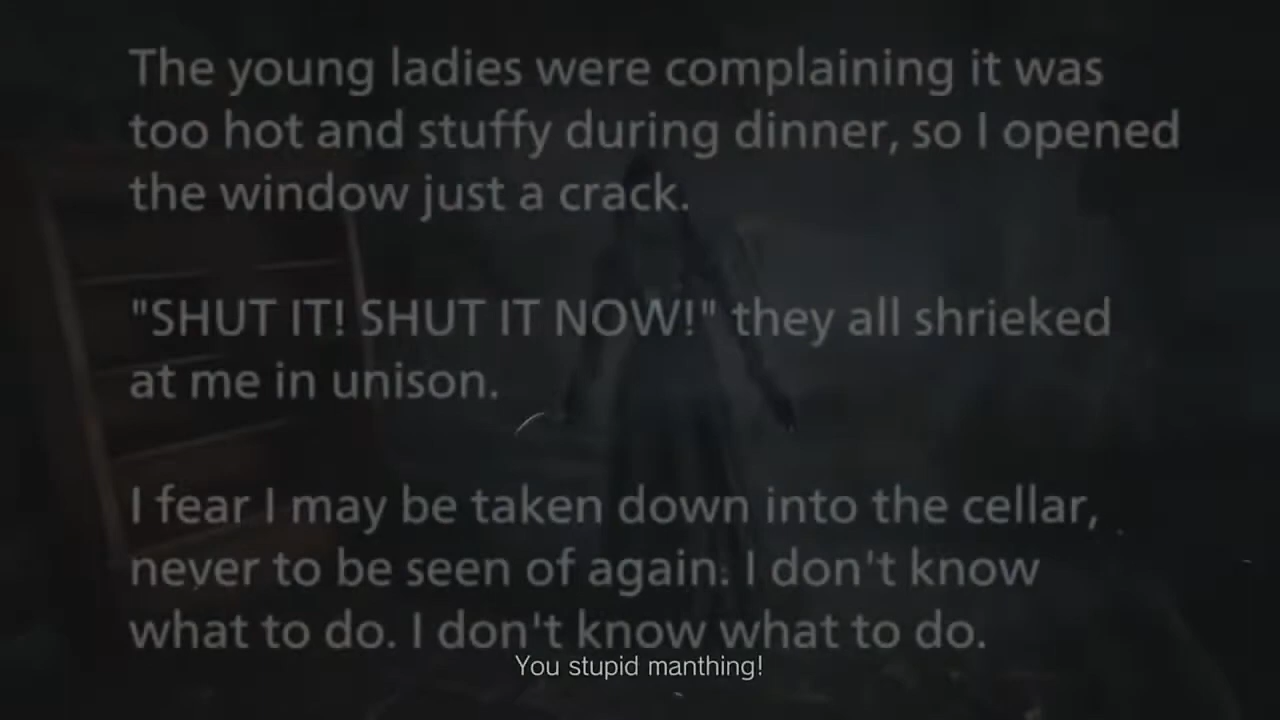 The young ladies were complaining it was
too hot and stuffy during dinner, so I opened
the window just a crack.
"SHUT IT! SHUT IT NOW!" they all shrieked
at me in unison.
I fear I may be taken down into the cellar,
never to be seen of again. I don't know
what to do. I don't know what to do.
You stupid manthing!